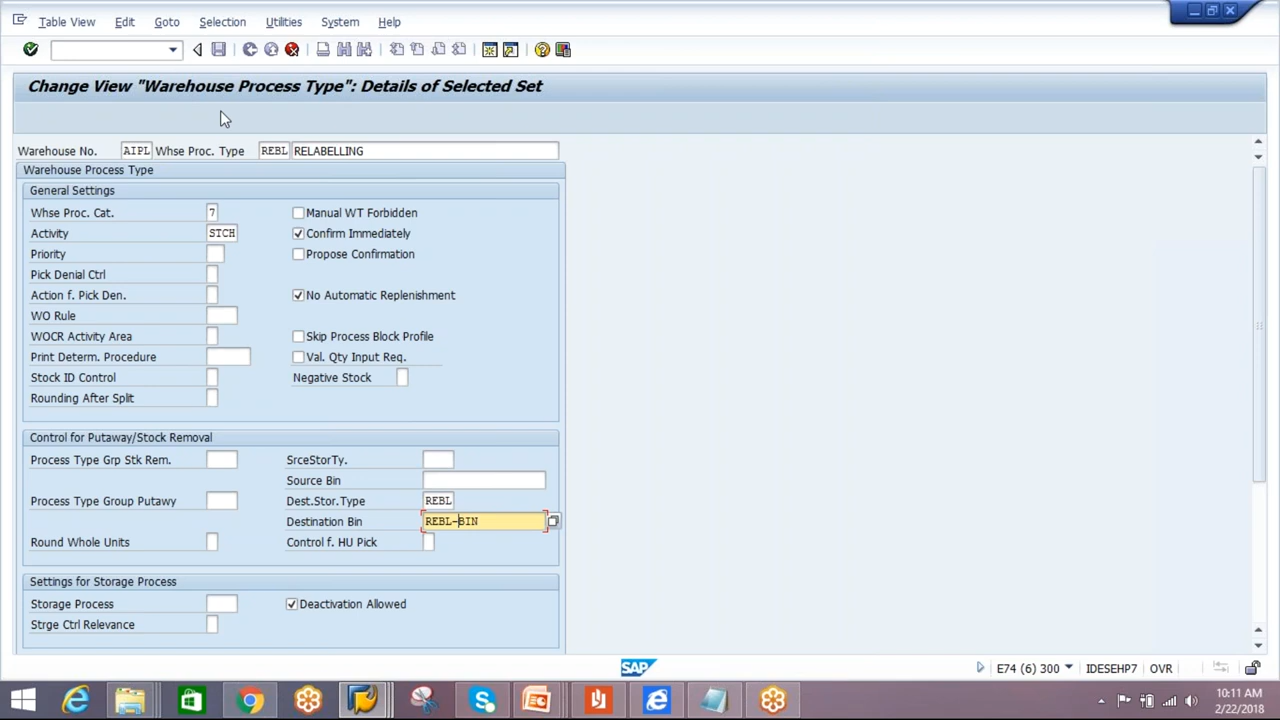 Table View Edit Goto Selection Utilities System Help
Change View "Warehouse Process Type": Details of Selected Set
Warehouse No. AIPL Whse Proc. Type REBL RELABELLING
Warehouse Process Type
General Settings
Whse Proc. Cat. 7 Manual WT Forbidden
Activity STCH Confirm Immediately
Priority Propose Confirmation
Pick Denial Ctrl
Action f. Pick Den. No Automatic Replenishment
WO Rule
WOCR Activity Area Skip Process Block Profile
Print Determ. Procedure Val. Qty Input Req.
Stock ID Control Negative Stock
Rounding After Split
Control for Putaway/Stock Removal
Process Type Grp Stk Rem. SrceStorTy.
Source Bin
Process Type Group Putawy Dest.Stor.Type REBL
Destination Bin REBL-BIN
Round Whole Units Control f. HU Pick
Settings for Storage Process
Storage Process Deactivation Allowed
Strge Ctrl Relevance
SAP E74 (6) 300 IDESEHP7 OVR
10:11 AM
2/22/2018